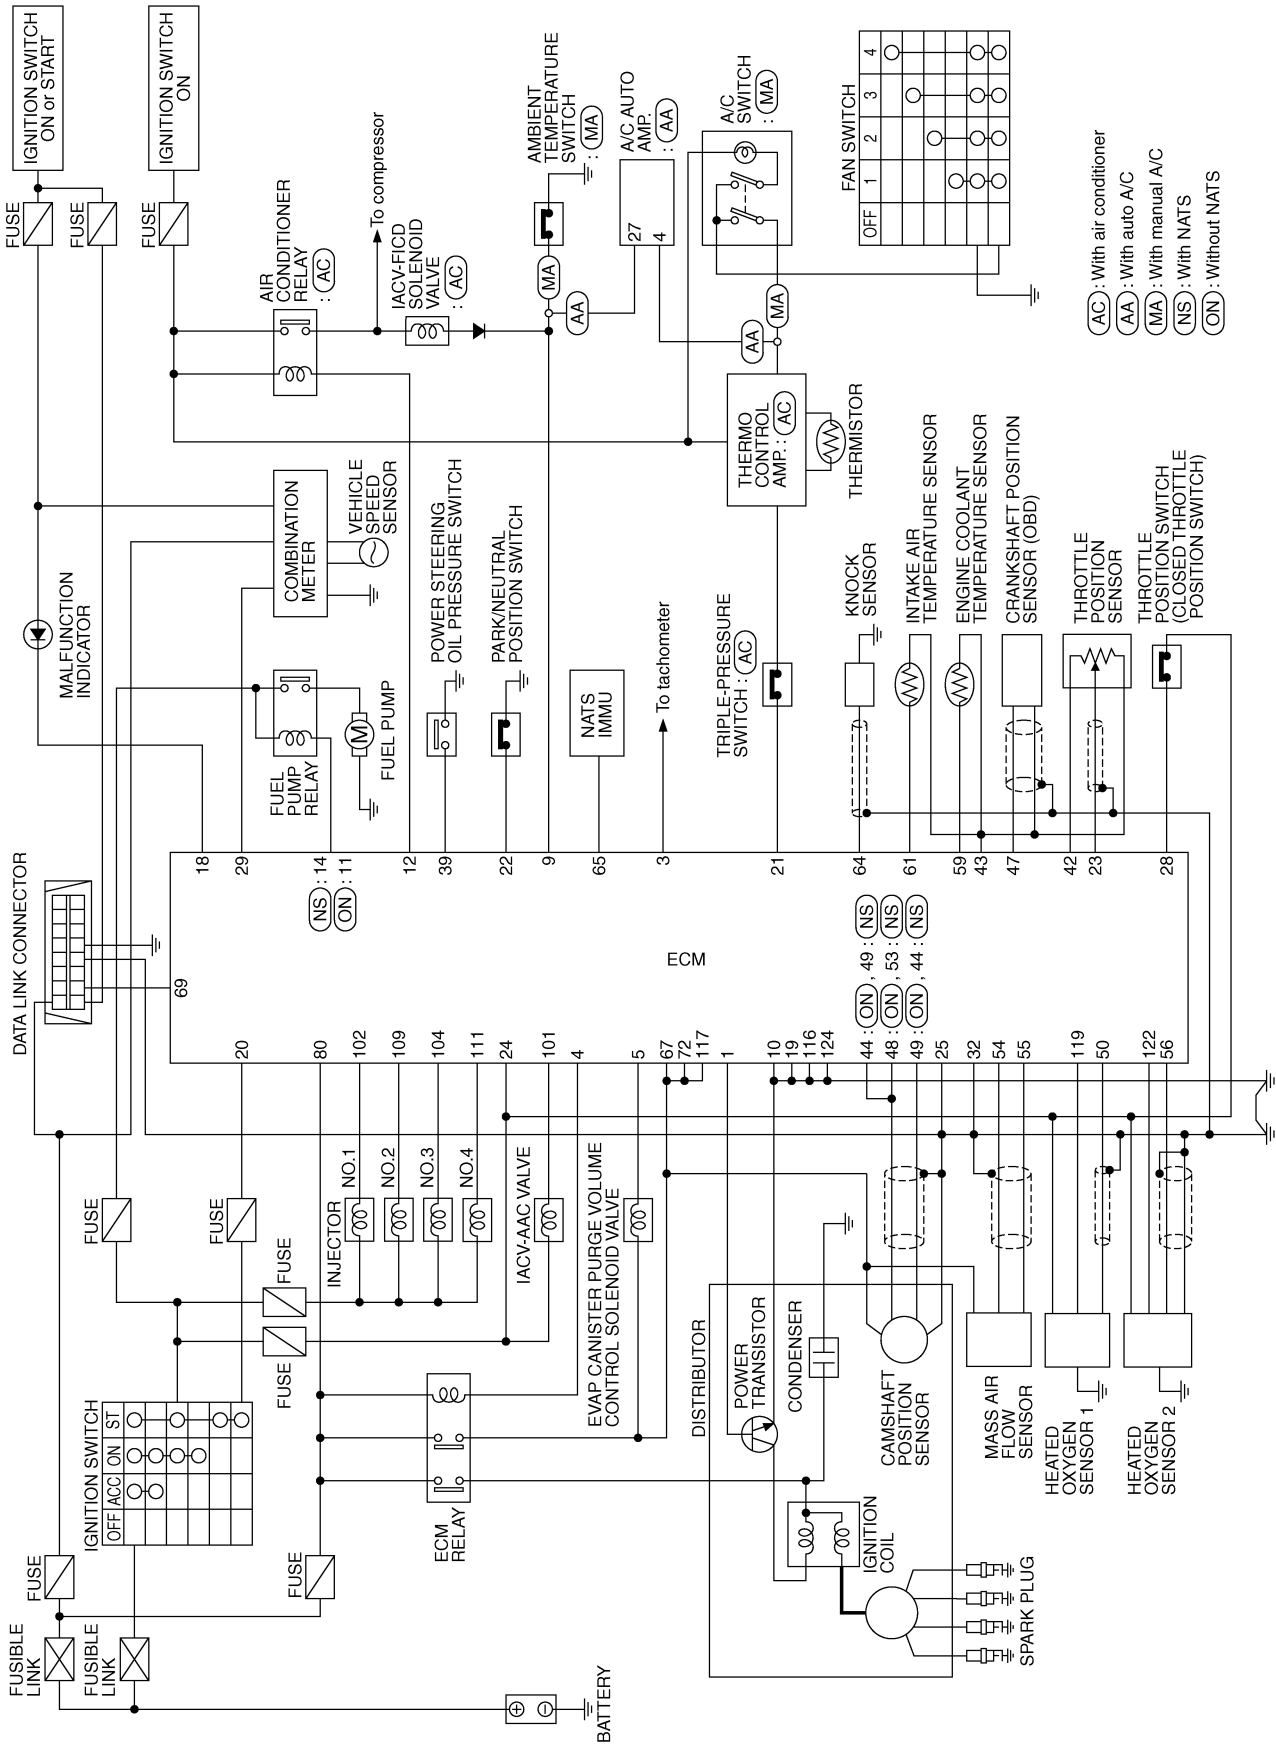 IGNITION SWITCH
ON or START
IGNITION SWITCH
ON
FUSE
FUSE
FUSE
AIR
CONDITIONER
RELAY
: AC
To compressor
IACV-FICD
SOLENOID
VALVE
: AC
AMBIENT
TEMPERATURE
SWITCH
: MA
MA
AA
A/C AUTO
AMP.
: AA
27
4
A/C
SWITCH
: MA
MA
AA
FAN SWITCH
OFF
1
2
3
4
AC : With air conditioner
AA : With auto A/C
MA : With manual A/C
NS : With NATS
ON : Without NATS
THERMO
CONTROL
AMP. : AC
THERMISTOR
MALFUNCTION
INDICATOR
COMBINATION
METER
VEHICLE
SPEED
SENSOR
FUEL
PUMP
RELAY
M
FUEL PUMP
POWER STEERING
OIL PRESSURE SWITCH
PARK/NEUTRAL
POSITION SWITCH
NATS
IMMU
To tachometer
TRIPLE-PRESSURE
SWITCH : AC
KNOCK
SENSOR
INTAKE AIR
TEMPERATURE SENSOR
ENGINE COOLANT
TEMPERATURE SENSOR
CRANKSHAFT POSITION
SENSOR (OBD)
THROTTLE
POSITION
SENSOR
THROTTLE
POSITION SWITCH
(CLOSED THROTTLE
POSITION SWITCH)
DATA LINK CONNECTOR
69
18
29
NS : 14
ON : 11
12
39
22
9
65
3
21
64
61
59
43
47
42
23
28
ECM
20
80
102
109
104
111
24
101
4
5
67
72
117
1
10
19
116
124
44 : ON , 49 : NS
48 : ON , 53 : NS
49 : ON , 44 : NS
25
32
54
55
119
50
122
56
FUSE
FUSE
FUSE
FUSE
INJECTOR
NO.1
NO.2
NO.3
NO.4
IACV-AAC VALVE
EVAP CANISTER PURGE VOLUME
CONTROL SOLENOID VALVE
IGNITION SWITCH
OFF
ACC
ON
ST
ECM
RELAY
DISTRIBUTOR
POWER
TRANSISTOR
CONDENSER
CAMSHAFT
POSITION
SENSOR
MASS AIR
FLOW
SENSOR
HEATED
OXYGEN
SENSOR 1
HEATED
OXYGEN
SENSOR 2
IGNITION
COIL
SPARK PLUG
FUSE
FUSE
FUSIBLE
LINK
FUSIBLE
LINK
BATTERY